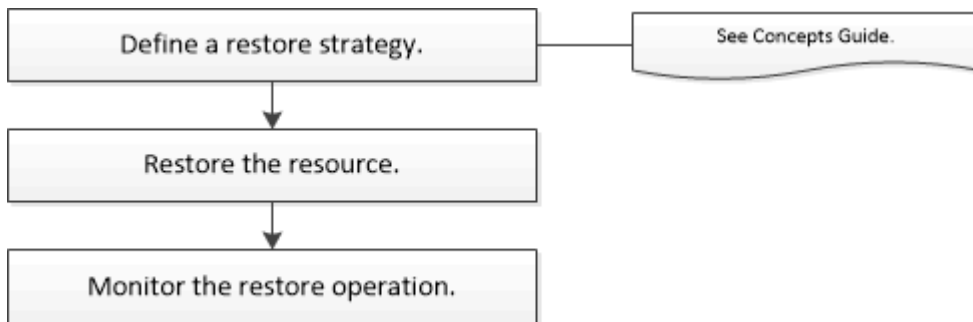 Define a restore strategy.
See Concepts Guide.
Restore the resource.
Monitor the restore operation.